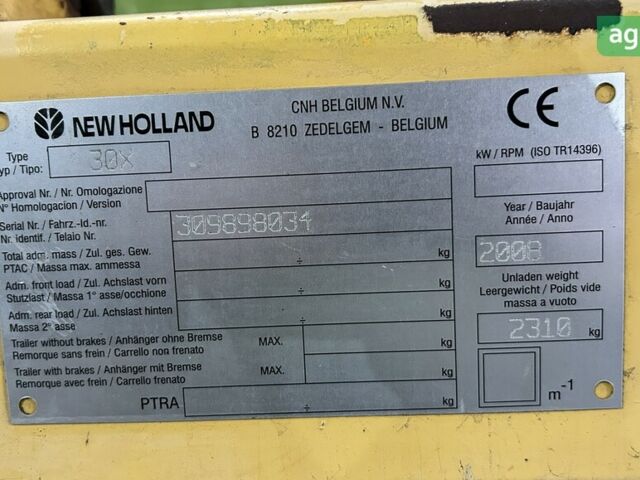 ag
NEW HOLLAND
CNH BELGIUM N.V.
B 8210 ZEDELGEM - BELGIUM
CE
Type
yp / Tipo:
30X
kW / RPM (ISO TR14396)
Approval Nr. / Nr. Omologazione
N° Homologacion / Version
Serial Nr. / Fahrz.-Id.-nr.
Nr. identif. / Telaio Nr.
309898034
Year / Baujahr
Année / Anno
2008
Total adm. mass / Zul. ges. Gew.
PTAC / Massa max. ammessa
÷ kg
Adm. front load / Zul. Achslast vorn
Stutzlast / Massa 1° asse/occhione
÷ kg
Unladen weight
Leergewicht / Poids vide
massa a vuoto
2310 kg
Adm. rear load / Zul. Achslast hinten
Massa 2° asse
÷ kg
Trailer without brakes / Anhänger ohne Bremse
Remorque sans frein / Carrello non frenato
MAX. kg
Trailer with brakes / Anhänger mit Bremse
Remorque avec frein / Carrello frenato
MAX. kg
PTRA ÷ kg
m-1